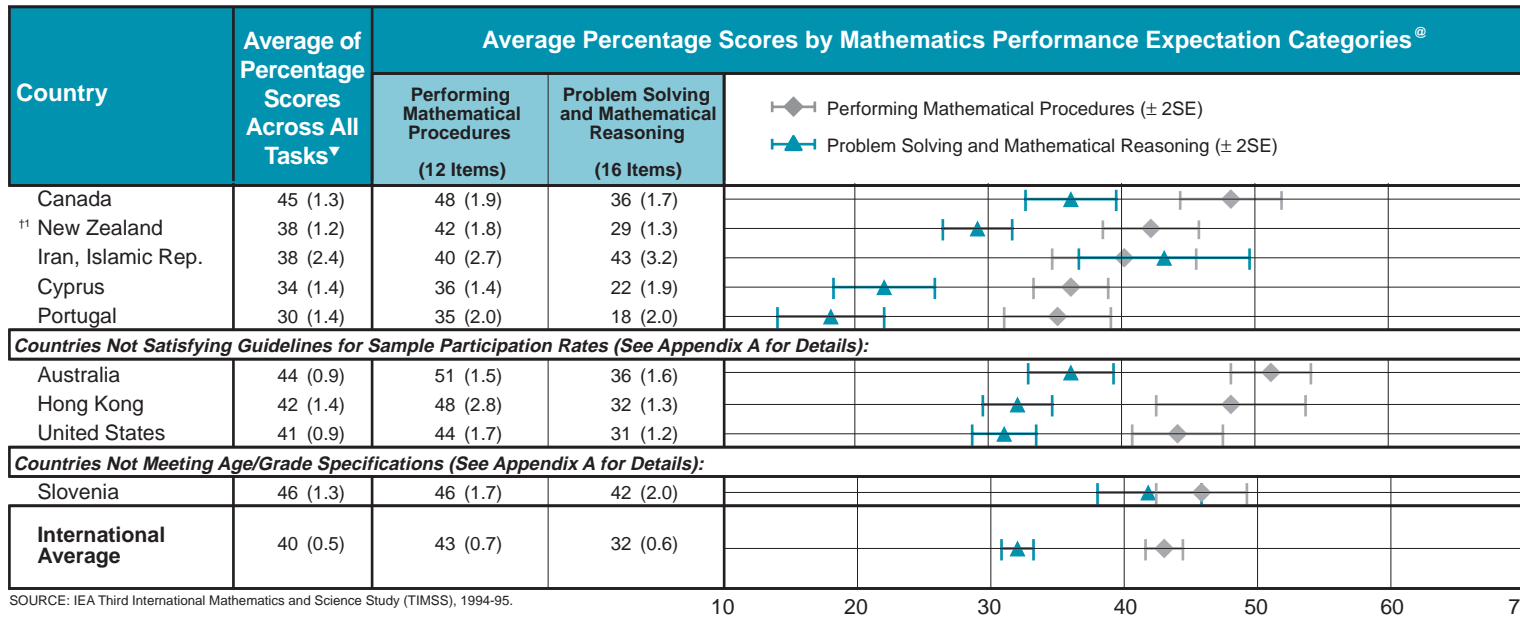 Country
Average of
Percentage
Scores
Across All
Tasks▼
Average Percentage Scores by Mathematics Performance Expectation Categories @
Performing
Mathematical
Procedures
(12 Items)
Problem Solving
and Mathematical
Reasoning
(16 Items)
Performing Mathematical Procedures (± 2SE)
Problem Solving and Mathematical Reasoning (± 2SE)
Canada 45 (1.3) 48 (1.9) 36 (1.7)
†1 New Zealand 38 (1.2) 42 (1.8) 29 (1.3)
Iran, Islamic Rep. 38 (2.4) 40 (2.7) 43 (3.2)
Cyprus 34 (1.4) 36 (1.4) 22 (1.9)
Portugal 30 (1.4) 35 (2.0) 18 (2.0)
Countries Not Satisfying Guidelines for Sample Participation Rates (See Appendix A for Details):
Australia 44 (0.9) 51 (1.5) 36 (1.6)
Hong Kong 42 (1.4) 48 (2.8) 32 (1.3)
United States 41 (0.9) 44 (1.7) 31 (1.2)
Countries Not Meeting Age/Grade Specifications (See Appendix A for Details):
Slovenia 46 (1.3) 46 (1.7) 42 (2.0)
International
Average 40 (0.5) 43 (0.7) 32 (0.6)
SOURCE: IEA Third International Mathematics and Science Study (TIMSS), 1994-95.
10 20 30 40 50 60 7